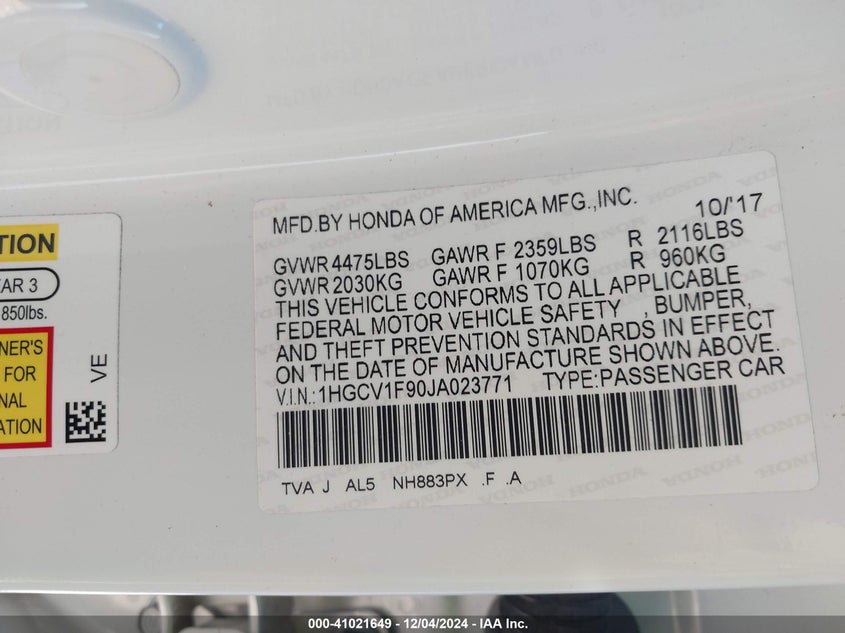 MFD.BY HONDA OF AMERICA MFG.,INC. 10/'17
GVWR 4475LBS GAWR F 2359LBS R 2116LBS
GVWR 2030KG GAWR F 1070KG R 960KG
THIS VEHICLE CONFORMS TO ALL APPLICABLE
FEDERAL MOTOR VEHICLE SAFETY , BUMPER,
AND THEFT PREVENTION STANDARDS IN EFFECT
ON THE DATE OF MANUFACTURE SHOWN ABOVE.
V.I.N.:1HGCV1F90JA023771 TYPE:PASSENGER CAR
TVA J AL5 NH883PX .F .A
TION
AR 3
850lbs.
NER'S
FOR
NAL
ATION
VE
000-41021649 - 12/04/2024 - IAA Inc.